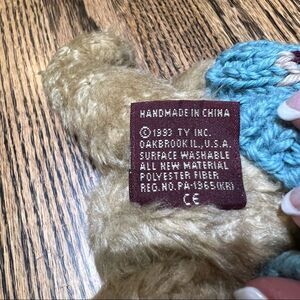 HANDMADE IN CHINA
© 1993 TY INC.
OAKBROOK IL., U.S.A.
SURFACE WASHABLE
ALL NEW MATERIAL
POLYESTER FIBER
REG. NO. PA-1365(KR)
CE